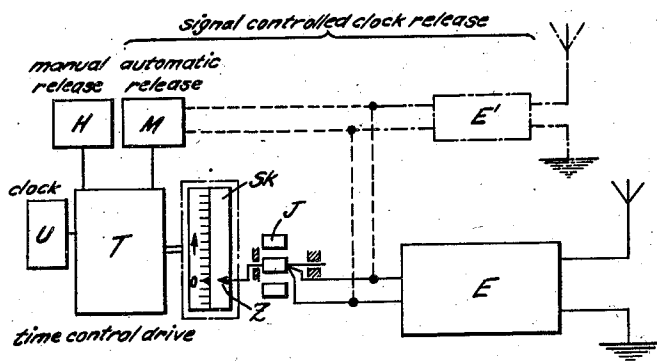 signal controlled clock release
manual automatic
release release
H M E'
clock Sk
J
U T E
0
Z
time control drive